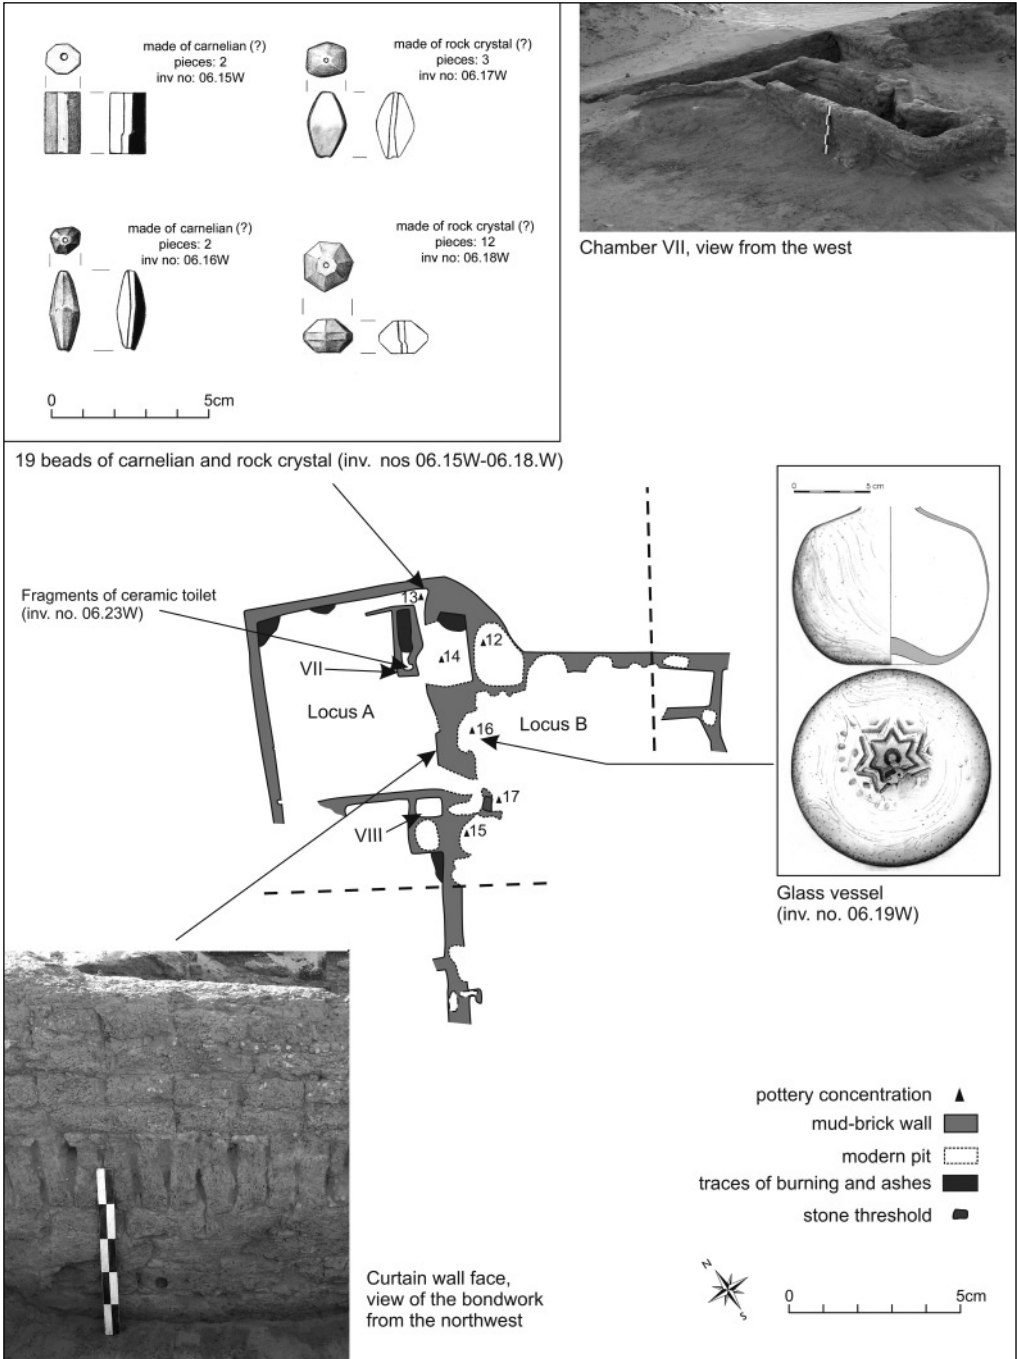 made of carnelian (?)
pieces: 2
inv no: 06.15W
made of rock crystal (?)
pieces: 3
inv no: 06.17W
made of carnelian (?)
pieces: 2
inv no: 06.16W
made of rock crystal (?)
pieces: 12
inv no: 06.18W
0 5cm
Chamber VII, view from the west
19 beads of carnelian and rock crystal (inv. nos 06.15W-06.18.W)
Fragments of ceramic toilet
(inv. no. 06.23W)
13
12
14
VII
Locus A
16
Locus B
17
VIII
15
0 5 cm
Glass vessel
(inv. no. 06.19W)
pottery concentration
mud-brick wall
modern pit
traces of burning and ashes
stone threshold
Curtain wall face,
view of the bondwork
from the northwest
N
S
0 5cm